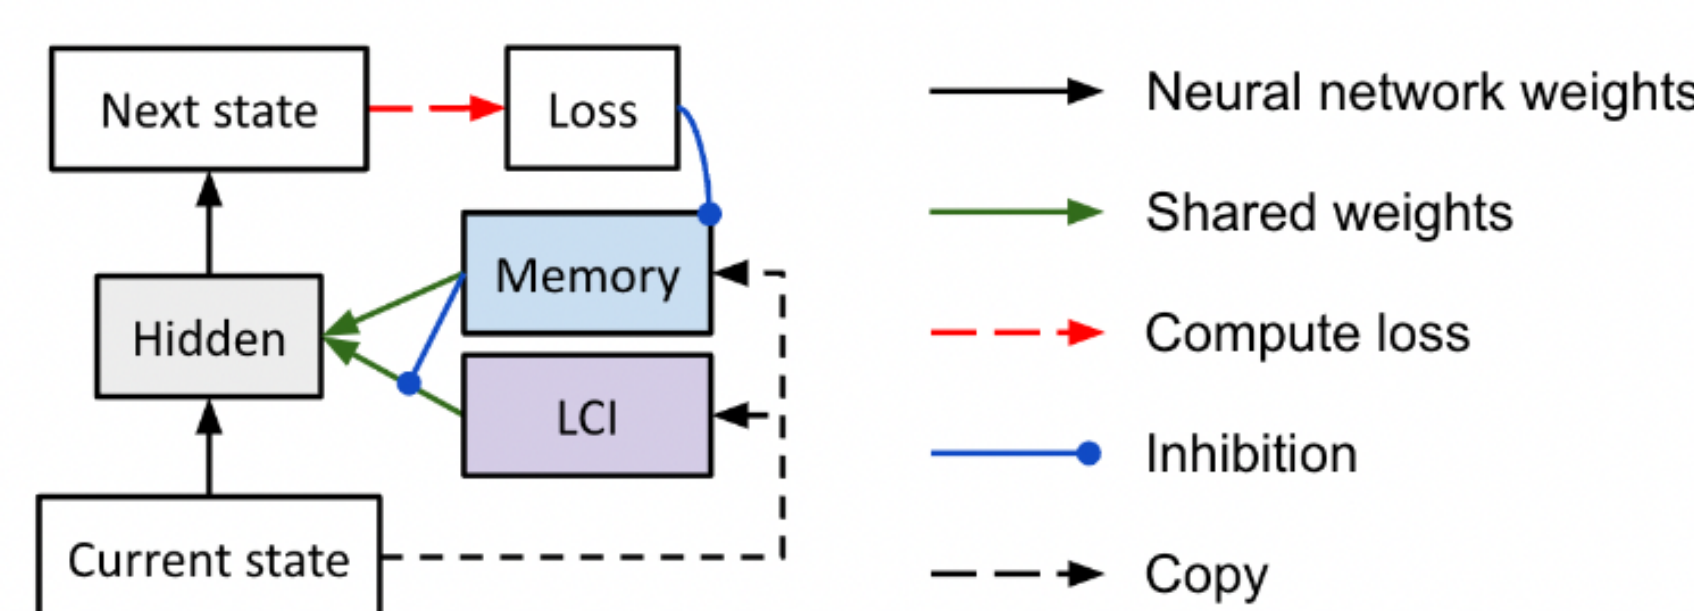 Next state
Loss
Memory
Hidden
LCI
Current state
Neural network weights
Shared weights
Compute loss
Inhibition
Copy